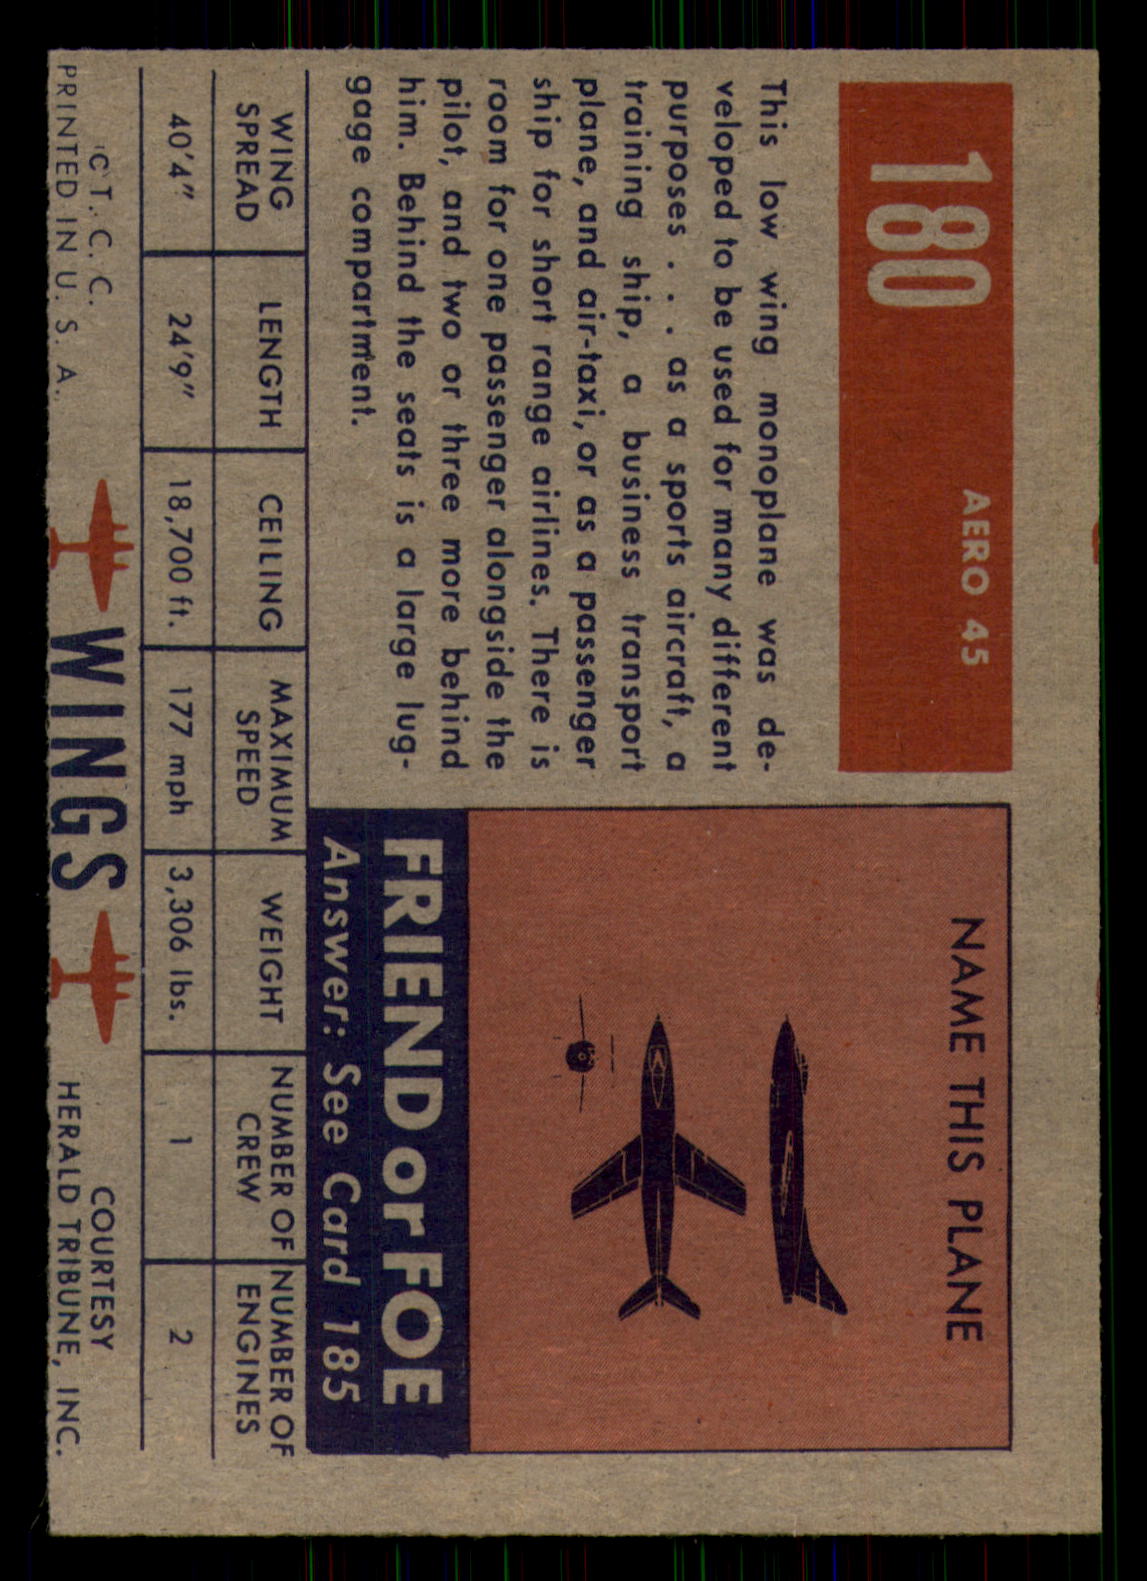 180
AERO 45
This low wing monoplane was de-
veloped to be used for many different
purposes . . . as a sports aircraft, a
training ship, a business transport
plane, and air-taxi, or as a passenger
ship for short range airlines. There is
room for one passenger alongside the
pilot, and two or three more behind
him. Behind the seats is a large lug-
gage compartment.
NAME THIS PLANE
FRIEND or FOE
Answer: See Card 185
WING SPREAD
LENGTH
CEILING
MAXIMUM SPEED
WEIGHT
NUMBER OF CREW
NUMBER OF ENGINES
40'4"
24'9"
18,700 ft.
177 mph
3,306 lbs.
1
2
© T. C. C.
PRINTED IN U. S. A.
WINGS
COURTESY
HERALD TRIBUNE, INC.